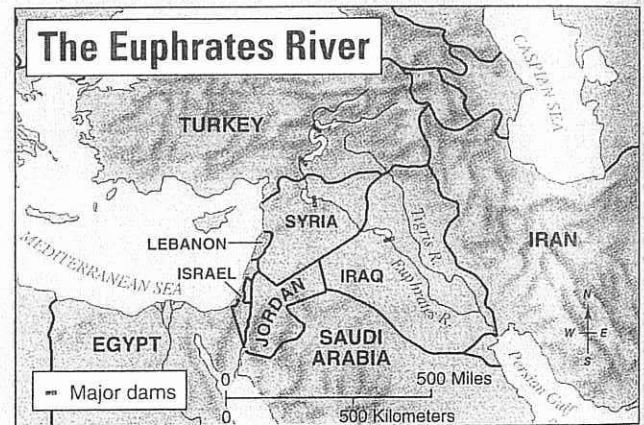 The Euphrates River
CASPIAN SEA
TURKEY
SYRIA
Tigris R.
LEBANON
IRAN
MEDITERRANEAN SEA
ISRAEL
IRAQ
Euphrates R.
JORDAN
N
W E
S
EGYPT
SAUDI
ARABIA
Persian Gulf
Major dams
0 500 Miles
0 500 Kilometers